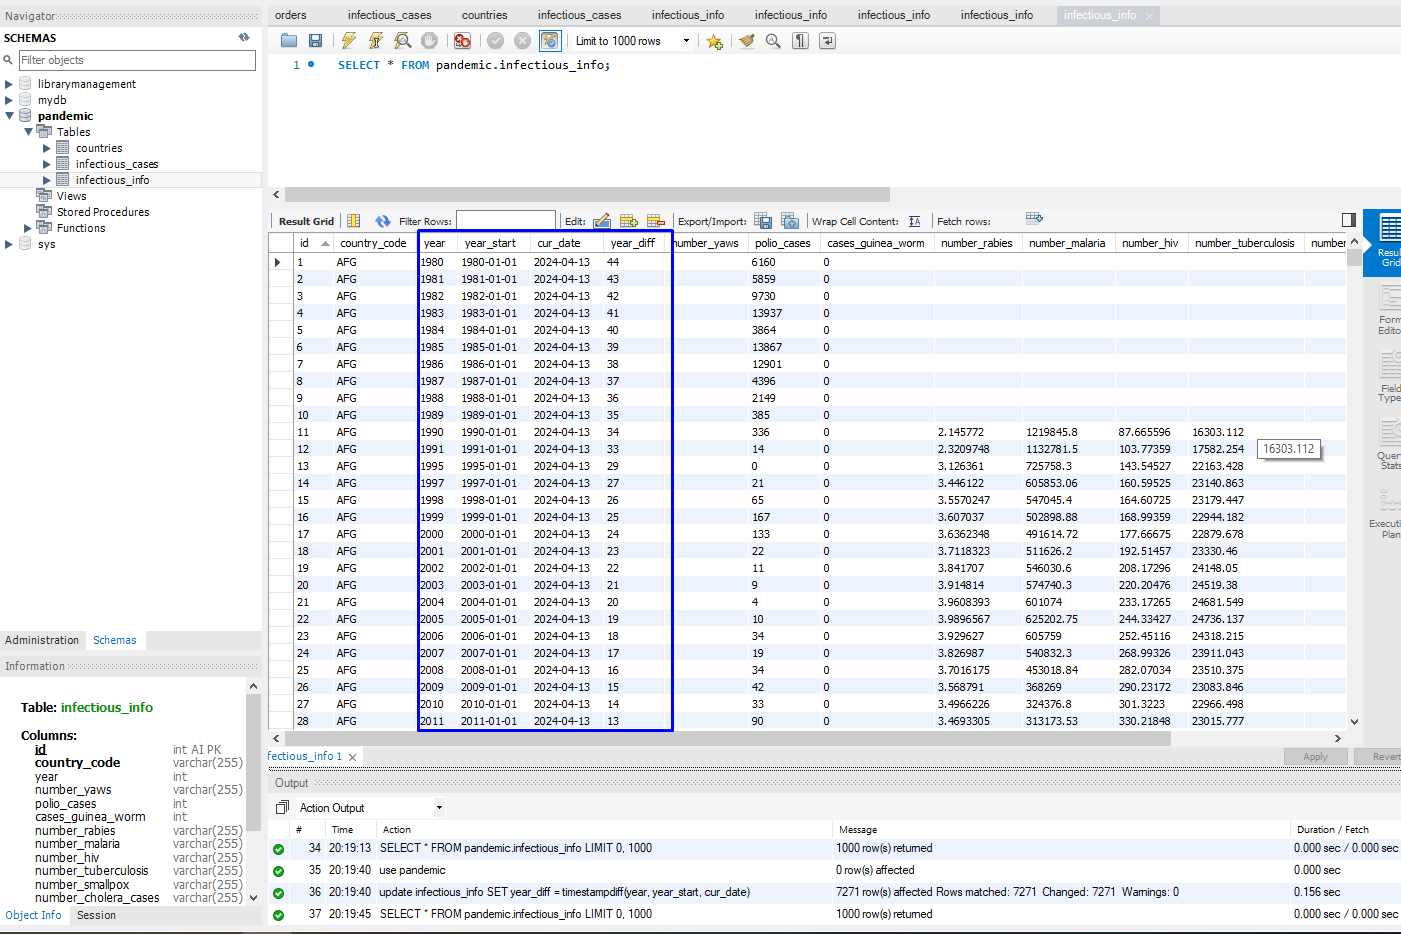 Navigator
SCHEMAS
Filter objects
librarymanagement
mydb
pandemic
Tables
countries
infectious_cases
infectious_info
Views
Stored Procedures
Functions
sys
Administration Schemas
Information
Table: infectious_info
Columns:
id int AI PK
country_code varchar(255)
year int
number_yaws varchar(255)
polio_cases int
cases_guinea_worm int
number_rabies varchar(255)
number_malaria varchar(255)
number_hiv varchar(255)
number_tuberculosis varchar(255)
number_smallpox varchar(255)
number_cholera_cases varchar(255)
Object Info Session
orders infectious_cases countries infectious_cases infectious_info infectious_info infectious_info infectious_info infectious_info
Limit to 1000 rows
1 SELECT * FROM pandemic.infectious_info;
Result Grid Filter Rows: Edit: Export/Import: Wrap Cell Content: Fetch rows:
id country_code year year_start cur_date year_diff number_yaws polio_cases cases_guinea_worm number_rabies number_malaria number_hiv number_tuberculosis number
1 AFG 1980 1980-01-01 2024-04-13 44 6160 0
2 AFG 1981 1981-01-01 2024-04-13 43 5859 0
3 AFG 1982 1982-01-01 2024-04-13 42 9730 0
4 AFG 1983 1983-01-01 2024-04-13 41 13937 0
5 AFG 1984 1984-01-01 2024-04-13 40 3864 0
6 AFG 1985 1985-01-01 2024-04-13 39 13867 0
7 AFG 1986 1986-01-01 2024-04-13 38 12901 0
8 AFG 1987 1987-01-01 2024-04-13 37 4396 0
9 AFG 1988 1988-01-01 2024-04-13 36 2149 0
10 AFG 1989 1989-01-01 2024-04-13 35 385 0
11 AFG 1990 1990-01-01 2024-04-13 34 336 0 2.145772 1219845.8 87.665596 16303.112
12 AFG 1991 1991-01-01 2024-04-13 33 14 0 2.3209748 1132781.5 103.77359 17582.254
16303.112
13 AFG 1995 1995-01-01 2024-04-13 29 0 0 3.126361 725758.3 143.54527 22163.428
14 AFG 1997 1997-01-01 2024-04-13 27 21 0 3.446122 605853.06 160.59525 23140.863
15 AFG 1998 1998-01-01 2024-04-13 26 65 0 3.5570247 547045.4 164.60725 23179.447
16 AFG 1999 1999-01-01 2024-04-13 25 167 0 3.607037 502898.88 168.99359 22944.182
17 AFG 2000 2000-01-01 2024-04-13 24 133 0 3.6362348 491614.72 177.66675 22879.678
18 AFG 2001 2001-01-01 2024-04-13 23 22 0 3.7118323 511626.2 192.51457 23330.46
19 AFG 2002 2002-01-01 2024-04-13 22 11 0 3.841707 546030.6 208.17296 24148.05
20 AFG 2003 2003-01-01 2024-04-13 21 9 0 3.914814 574740.3 220.20476 24519.38
21 AFG 2004 2004-01-01 2024-04-13 20 4 0 3.9608393 601074 233.17265 24681.549
22 AFG 2005 2005-01-01 2024-04-13 19 10 0 3.9896567 625202.75 244.33427 24736.137
23 AFG 2006 2006-01-01 2024-04-13 18 34 0 3.929627 605759 252.45116 24318.215
24 AFG 2007 2007-01-01 2024-04-13 17 19 0 3.826987 540832.3 268.99326 23911.043
25 AFG 2008 2008-01-01 2024-04-13 16 34 0 3.7016175 453018.84 282.07034 23510.375
26 AFG 2009 2009-01-01 2024-04-13 15 42 0 3.568791 368269 290.23172 23083.846
27 AFG 2010 2010-01-01 2024-04-13 14 33 0 3.4966226 324376.8 301.3223 22966.498
28 AFG 2011 2011-01-01 2024-04-13 13 90 0 3.4693305 313173.53 330.21848 23015.777
Resul
Grid
Form
Editor
Field
Type
Quer
Stats
Executi
Plan
fectious_info 1
Apply Revert
Output
Action Output
# Time Action Message Duration / Fetch
34 20:19:13 SELECT * FROM pandemic.infectious_info LIMIT 0, 1000 1000 row(s) returned 0.000 sec / 0.000 sec
35 20:19:40 use pandemic 0 row(s) affected 0.000 sec
36 20:19:40 update infectious_info SET year_diff = timestampdiff(year, year_start, cur_date) 7271 row(s) affected Rows matched: 7271 Changed: 7271 Warnings: 0 0.156 sec
37 20:19:45 SELECT * FROM pandemic.infectious_info LIMIT 0, 1000 1000 row(s) returned 0.000 sec / 0.000 sec